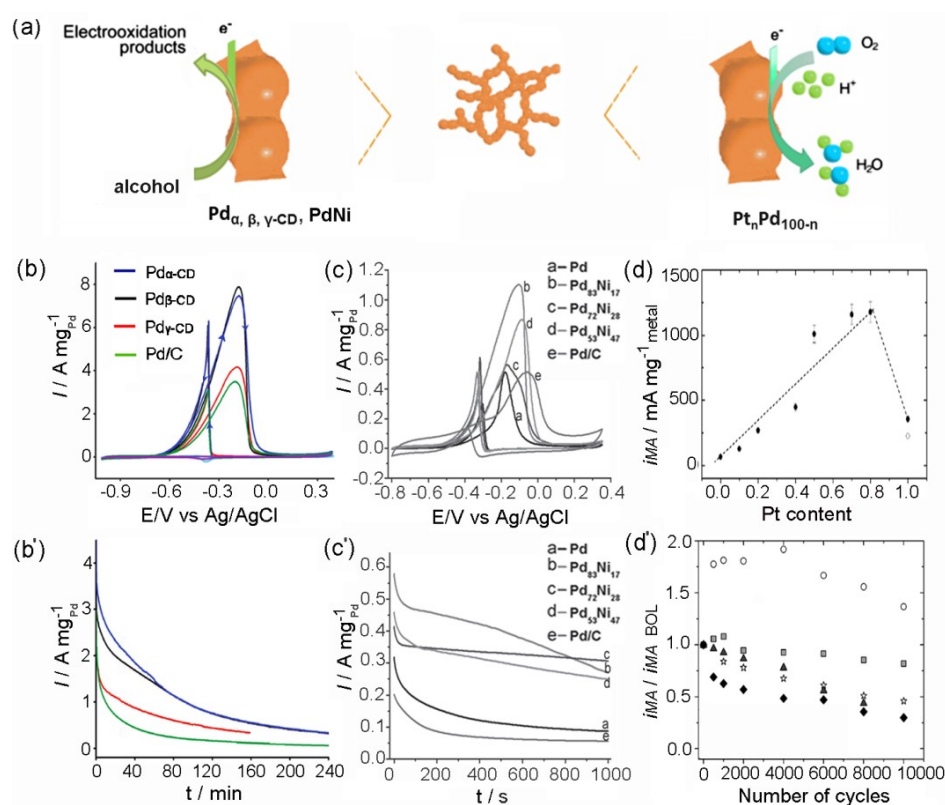 (a)
Electrooxidation
products
e⁻
alcohol
Pdα, β, γ-CD, PdNi
e⁻
O₂
H⁺
H₂O
PtₙPd₁₀₀₋ₙ
(b)
I / A mg⁻¹Pd
8
6
4
2
0
Pdα-CD
Pdβ-CD
Pdγ-CD
Pd/C
-0.9
-0.6
-0.3
0.0
0.4
E/V vs Ag/AgCl
(c)
I / A mg⁻¹Pd
1.2
1.0
0.8
0.6
0.4
0.2
0.0
a – Pd
b – Pd₈₃Ni₁₇
c – Pd₇₂Ni₂₈
d – Pd₅₃Ni₄₇
e – Pd/C
b
d
c
e
a
-0.8
-0.6
-0.4
-0.2
0.0
0.2
E/V vs Ag/AgCl
(d)
iMA / mA mg⁻¹metal
1500
1000
500
0
0.0
0.2
0.4
0.6
0.8
1.0
Pt content
(b')
I / A mg⁻¹Pd
4
3
2
1
0
0
40
80
120
160
200
240
t / min
(c')
I / A mg⁻¹Pd
0.6
0.5
0.4
0.3
0.2
0.1
0.0
a – Pd
b – Pd₈₃Ni₁₇
c – Pd₇₂Ni₂₈
d – Pd₅₃Ni₄₇
e – Pd/C
c
b
d
a
e
0
200
400
600
800
1000
t / s
(d')
iMA / iMA BOL
2.0
1.5
1.0
0.5
0.0
0
2000
4000
6000
8000
10000
Number of cycles